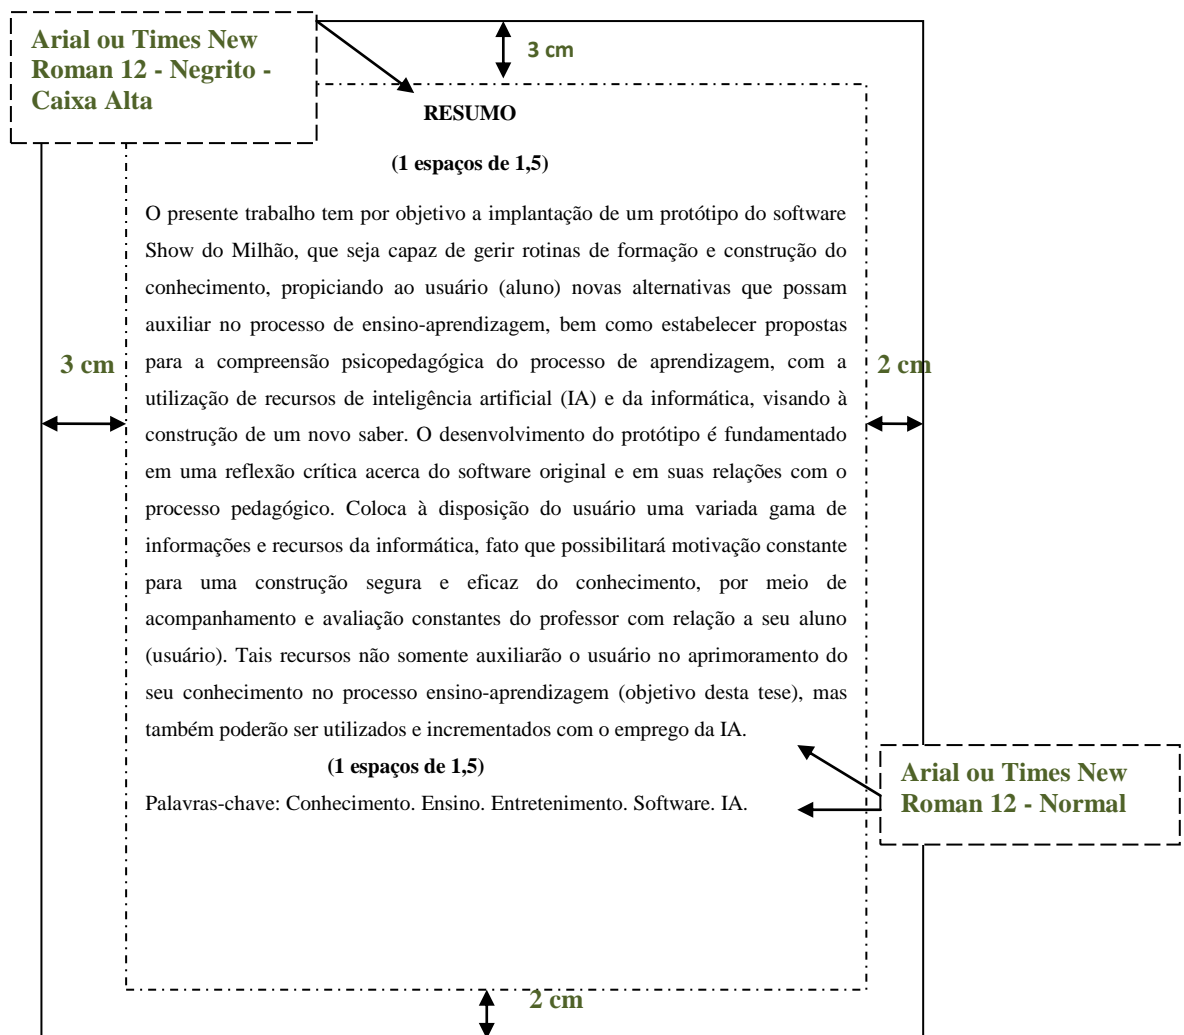 Arial ou Times New
Roman 12 - Negrito -
Caixa Alta
3 cm
RESUMO
(1 espaços de 1,5)
O presente trabalho tem por objetivo a implantação de um protótipo do software
Show do Milhão, que seja capaz de gerir rotinas de formação e construção do
conhecimento, propiciando ao usuário (aluno) novas alternativas que possam
auxiliar no processo de ensino-aprendizagem, bem como estabelecer propostas
para a compreensão psicopedagógica do processo de aprendizagem, com a
utilização de recursos de inteligência artificial (IA) e da informática, visando à
construção de um novo saber. O desenvolvimento do protótipo é fundamentado
em uma reflexão crítica acerca do software original e em suas relações com o
processo pedagógico. Coloca à disposição do usuário uma variada gama de
informações e recursos da informática, fato que possibilitará motivação constante
para uma construção segura e eficaz do conhecimento, por meio de
acompanhamento e avaliação constantes do professor com relação a seu aluno
(usuário). Tais recursos não somente auxiliarão o usuário no aprimoramento do
seu conhecimento no processo ensino-aprendizagem (objetivo desta tese), mas
também poderão ser utilizados e incrementados com o emprego da IA.
(1 espaços de 1,5)
Palavras-chave: Conhecimento. Ensino. Entretenimento. Software. IA.
3 cm
2 cm
Arial ou Times New
Roman 12 - Normal
2 cm